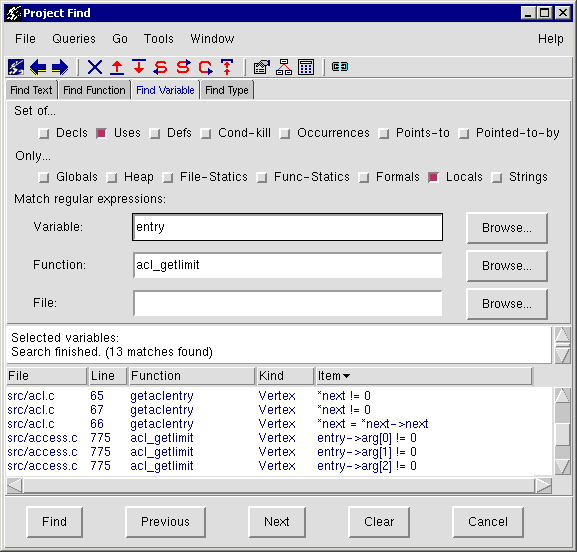 Project Find
File Queries Go Tools Window Help
Find Text Find Function Find Variable Find Type
Set of...
Decls Uses Defs Cond-kill Occurrences Points-to Pointed-to-by
Only...
Globals Heap File-Statics Func-Statics Formals Locals Strings
Match regular expressions:
Variable: entry Browse...
Function: acl_getlimit Browse...
File: Browse...
Selected variables:
Search finished. (13 matches found)
File Line Function Kind Item
src/acl.c 65 getaclentry Vertex *next != 0
src/acl.c 67 getaclentry Vertex *next != 0
src/acl.c 66 getaclentry Vertex *next = *next->next
src/access.c 775 acl_getlimit Vertex entry->arg[0] != 0
src/access.c 775 acl_getlimit Vertex entry->arg[1] != 0
src/access.c 775 acl_getlimit Vertex entry->arg[2] != 0
Find Previous Next Clear Cancel